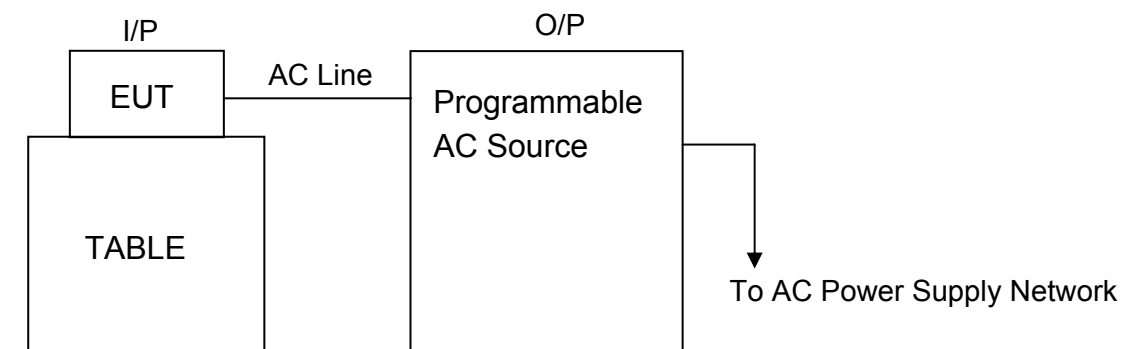 I/P
O/P
EUT
AC Line
Programmable
AC Source
TABLE
To AC Power Supply Network